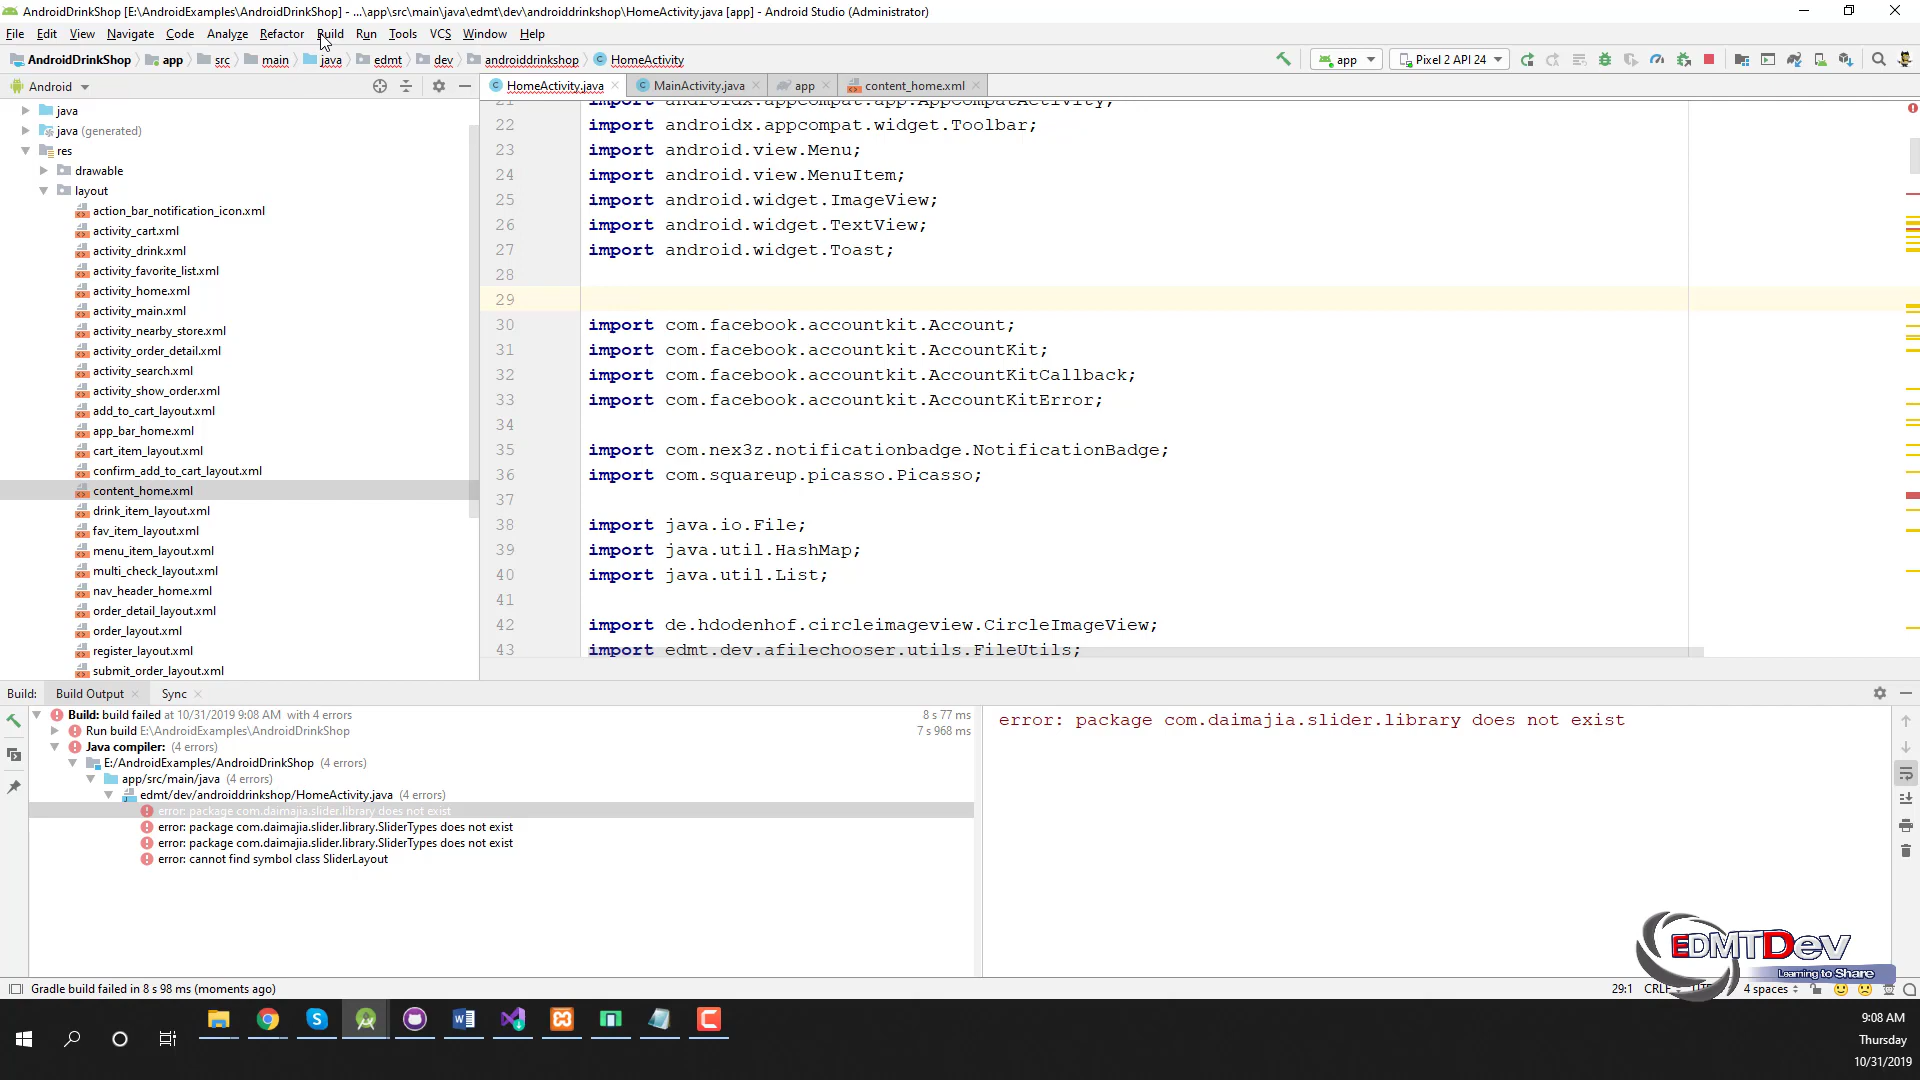 AndroidDrinkShop [E:\AndroidExamples\AndroidDrinkShop] - ...\app\src\main\java\edmt\dev\androiddrinkshop\HomeActivity.java [app] - Android Studio (Administrator)
File Edit View Navigate Code Analyze Refactor Build Run Tools VCS Window Help
AndroidDrinkShop app src main java edmt dev androiddrinkshop HomeActivity app Pixel 2 API 24
Android HomeActivity.java MainActivity.java app content_home.xml
java
java (generated)
res
drawable
layout
action_bar_notification_icon.xml
activity_cart.xml
activity_drink.xml
activity_favorite_list.xml
activity_home.xml
activity_main.xml
activity_nearby_store.xml
activity_order_detail.xml
activity_search.xml
activity_show_order.xml
add_to_cart_layout.xml
app_bar_home.xml
cart_item_layout.xml
confirm_add_to_cart_layout.xml
content_home.xml
drink_item_layout.xml
fav_item_layout.xml
menu_item_layout.xml
multi_check_layout.xml
nav_header_home.xml
order_detail_layout.xml
order_layout.xml
register_layout.xml
submit_order_layout.xml
21 import androidx.appcompat.app.AppCompatActivity;
22 import androidx.appcompat.widget.Toolbar;
23 import android.view.Menu;
24 import android.view.MenuItem;
25 import android.widget.ImageView;
26 import android.widget.TextView;
27 import android.widget.Toast;
28
29
30 import com.facebook.accountkit.Account;
31 import com.facebook.accountkit.AccountKit;
32 import com.facebook.accountkit.AccountKitCallback;
33 import com.facebook.accountkit.AccountKitError;
34
35 import com.nex3z.notificationbadge.NotificationBadge;
36 import com.squareup.picasso.Picasso;
37
38 import java.io.File;
39 import java.util.HashMap;
40 import java.util.List;
41
42 import de.hdodenhof.circleimageview.CircleImageView;
43 import edmt.dev.afilechooser.utils.FileUtils;
Build: Build Output Sync
Build: build failed at 10/31/2019 9:08 AM with 4 errors 8 s 77 ms
Run build E:\AndroidExamples\AndroidDrinkShop 7 s 968 ms
Java compiler: (4 errors)
E:/AndroidExamples/AndroidDrinkShop (4 errors)
app/src/main/java (4 errors)
edmt/dev/androiddrinkshop/HomeActivity.java (4 errors)
error: package com.daimajia.slider.library does not exist
error: package com.daimajia.slider.library.SliderTypes does not exist
error: package com.daimajia.slider.library.SliderTypes does not exist
error: cannot find symbol class SliderLayout
error: package com.daimajia.slider.library does not exist
EDMTDev
Learning to Share
Gradle build failed in 8 s 98 ms (moments ago) 29:1 CRLF 4 spaces
9:08 AM
Thursday
10/31/2019